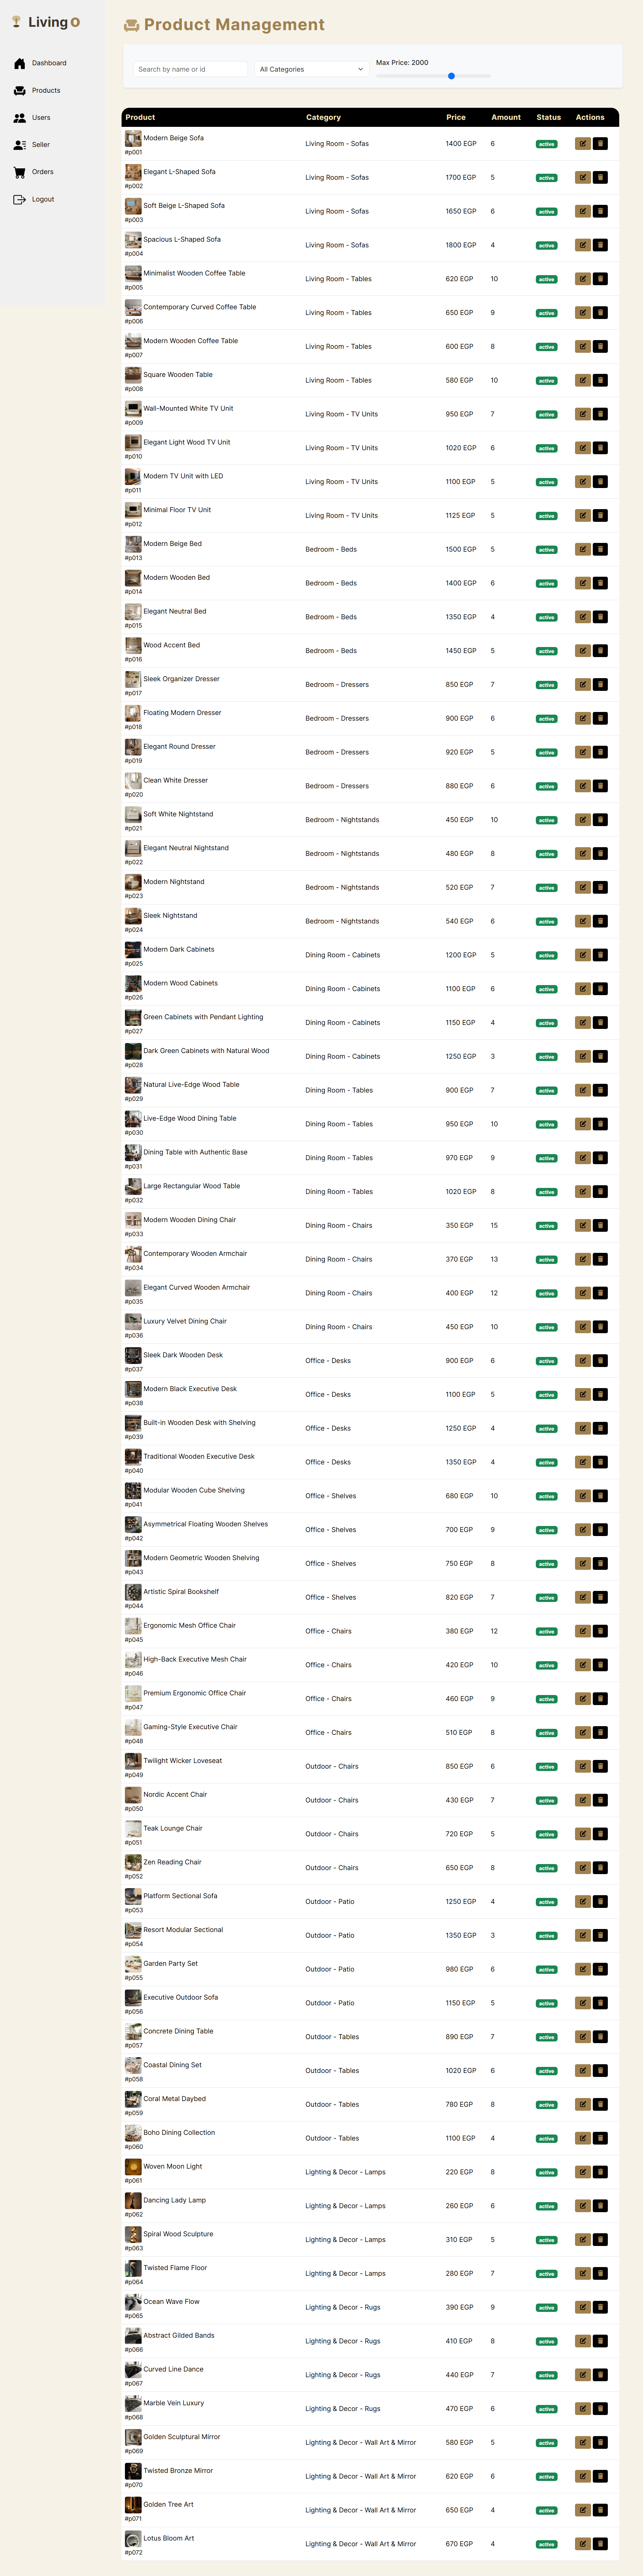 Living O
Dashboard
Products
Users
Seller
Orders
Logout
Product Management
Search by name or id
All Categories
Max Price: 2000
Product Category Price Amount Status Actions
Modern Beige Sofa
#p001
Living Room - Sofas 1400 EGP 6 active
Elegant L-Shaped Sofa
#p002
Living Room - Sofas 1700 EGP 5 active
Soft Beige L-Shaped Sofa
#p003
Living Room - Sofas 1650 EGP 6 active
Spacious L-Shaped Sofa
#p004
Living Room - Sofas 1800 EGP 4 active
Minimalist Wooden Coffee Table
#p005
Living Room - Tables 620 EGP 10 active
Contemporary Curved Coffee Table
#p006
Living Room - Tables 650 EGP 9 active
Modern Wooden Coffee Table
#p007
Living Room - Tables 600 EGP 8 active
Square Wooden Table
#p008
Living Room - Tables 580 EGP 10 active
Wall-Mounted White TV Unit
#p009
Living Room - TV Units 950 EGP 7 active
Elegant Light Wood TV Unit
#p010
Living Room - TV Units 1020 EGP 6 active
Modern TV Unit with LED
#p011
Living Room - TV Units 1100 EGP 5 active
Minimal Floor TV Unit
#p012
Living Room - TV Units 1125 EGP 5 active
Modern Beige Bed
#p013
Bedroom - Beds 1500 EGP 5 active
Modern Wooden Bed
#p014
Bedroom - Beds 1400 EGP 6 active
Elegant Neutral Bed
#p015
Bedroom - Beds 1350 EGP 4 active
Wood Accent Bed
#p016
Bedroom - Beds 1450 EGP 5 active
Sleek Organizer Dresser
#p017
Bedroom - Dressers 850 EGP 7 active
Floating Modern Dresser
#p018
Bedroom - Dressers 900 EGP 6 active
Elegant Round Dresser
#p019
Bedroom - Dressers 920 EGP 5 active
Clean White Dresser
#p020
Bedroom - Dressers 880 EGP 6 active
Soft White Nightstand
#p021
Bedroom - Nightstands 450 EGP 10 active
Elegant Neutral Nightstand
#p022
Bedroom - Nightstands 480 EGP 8 active
Modern Nightstand
#p023
Bedroom - Nightstands 520 EGP 7 active
Sleek Nightstand
#p024
Bedroom - Nightstands 540 EGP 6 active
Modern Dark Cabinets
#p025
Dining Room - Cabinets 1200 EGP 5 active
Modern Wood Cabinets
#p026
Dining Room - Cabinets 1100 EGP 6 active
Green Cabinets with Pendant Lighting
#p027
Dining Room - Cabinets 1150 EGP 4 active
Dark Green Cabinets with Natural Wood
#p028
Dining Room - Cabinets 1250 EGP 3 active
Natural Live-Edge Wood Table
#p029
Dining Room - Tables 900 EGP 7 active
Live-Edge Wood Dining Table
#p030
Dining Room - Tables 950 EGP 10 active
Dining Table with Authentic Base
#p031
Dining Room - Tables 970 EGP 9 active
Large Rectangular Wood Table
#p032
Dining Room - Tables 1020 EGP 8 active
Modern Wooden Dining Chair
#p033
Dining Room - Chairs 350 EGP 15 active
Contemporary Wooden Armchair
#p034
Dining Room - Chairs 370 EGP 13 active
Elegant Curved Wooden Armchair
#p035
Dining Room - Chairs 400 EGP 12 active
Luxury Velvet Dining Chair
#p036
Dining Room - Chairs 450 EGP 10 active
Sleek Dark Wooden Desk
#p037
Office - Desks 900 EGP 6 active
Modern Black Executive Desk
#p038
Office - Desks 1100 EGP 5 active
Built-in Wooden Desk with Shelving
#p039
Office - Desks 1250 EGP 4 active
Traditional Wooden Executive Desk
#p040
Office - Desks 1350 EGP 4 active
Modular Wooden Cube Shelving
#p041
Office - Shelves 680 EGP 10 active
Asymmetrical Floating Wooden Shelves
#p042
Office - Shelves 700 EGP 9 active
Modern Geometric Wooden Shelving
#p043
Office - Shelves 750 EGP 8 active
Artistic Spiral Bookshelf
#p044
Office - Shelves 820 EGP 7 active
Ergonomic Mesh Office Chair
#p045
Office - Chairs 380 EGP 12 active
High-Back Executive Mesh Chair
#p046
Office - Chairs 420 EGP 10 active
Premium Ergonomic Office Chair
#p047
Office - Chairs 460 EGP 9 active
Gaming-Style Executive Chair
#p048
Office - Chairs 510 EGP 8 active
Twilight Wicker Loveseat
#p049
Outdoor - Chairs 850 EGP 6 active
Nordic Accent Chair
#p050
Outdoor - Chairs 430 EGP 7 active
Teak Lounge Chair
#p051
Outdoor - Chairs 720 EGP 5 active
Zen Reading Chair
#p052
Outdoor - Chairs 650 EGP 8 active
Platform Sectional Sofa
#p053
Outdoor - Patio 1250 EGP 4 active
Resort Modular Sectional
#p054
Outdoor - Patio 1350 EGP 3 active
Garden Party Set
#p055
Outdoor - Patio 980 EGP 6 active
Executive Outdoor Sofa
#p056
Outdoor - Patio 1150 EGP 5 active
Concrete Dining Table
#p057
Outdoor - Tables 890 EGP 7 active
Coastal Dining Set
#p058
Outdoor - Tables 1020 EGP 6 active
Coral Metal Daybed
#p059
Outdoor - Tables 780 EGP 8 active
Boho Dining Collection
#p060
Outdoor - Tables 1100 EGP 4 active
Woven Moon Light
#p061
Lighting & Decor - Lamps 220 EGP 8 active
Dancing Lady Lamp
#p062
Lighting & Decor - Lamps 260 EGP 6 active
Spiral Wood Sculpture
#p063
Lighting & Decor - Lamps 310 EGP 5 active
Twisted Flame Floor
#p064
Lighting & Decor - Lamps 280 EGP 7 active
Ocean Wave Flow
#p065
Lighting & Decor - Rugs 390 EGP 9 active
Abstract Gilded Bands
#p066
Lighting & Decor - Rugs 410 EGP 8 active
Curved Line Dance
#p067
Lighting & Decor - Rugs 440 EGP 7 active
Marble Vein Luxury
#p068
Lighting & Decor - Rugs 470 EGP 6 active
Golden Sculptural Mirror
#p069
Lighting & Decor - Wall Art & Mirror 580 EGP 5 active
Twisted Bronze Mirror
#p070
Lighting & Decor - Wall Art & Mirror 620 EGP 6 active
Golden Tree Art
#p071
Lighting & Decor - Wall Art & Mirror 650 EGP 4 active
Lotus Bloom Art
#p072
Lighting & Decor - Wall Art & Mirror 670 EGP 4 active